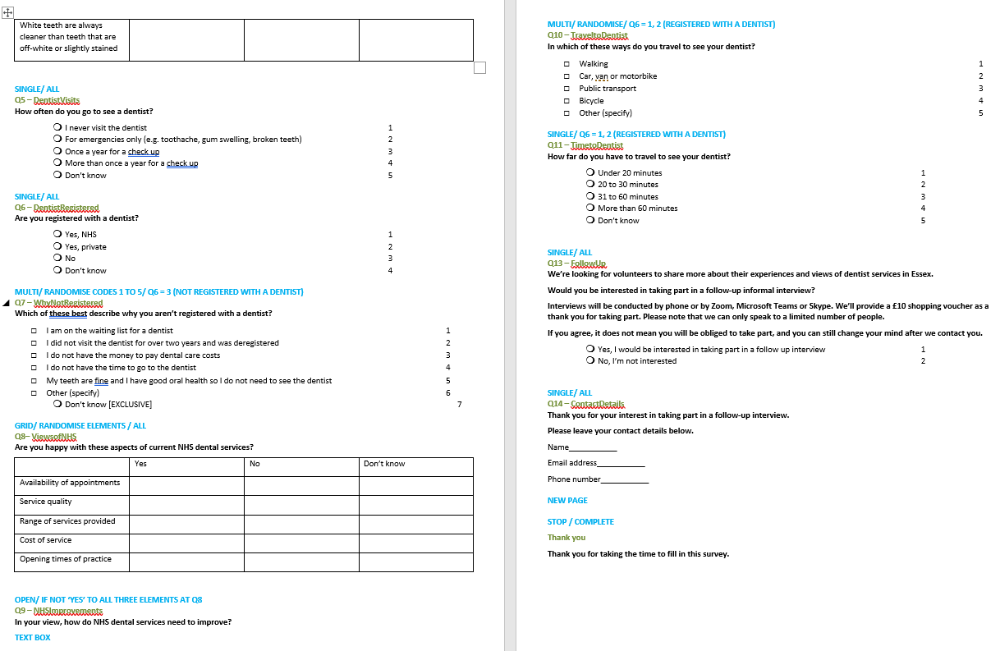 White teeth are always
cleaner than teeth that are
off-white or slightly stained
SINGLE/ ALL
Q5 – DentistVisits
How often do you go to see a dentist?
I never visit the dentist 1
For emergencies only (e.g. toothache, gum swelling, broken teeth) 2
Once a year for a check up 3
More than once a year for a check up 4
Don't know 5
SINGLE/ ALL
Q6 – DentistRegistered
Are you registered with a dentist?
Yes, NHS 1
Yes, private 2
No 3
Don't know 4
MULTI/ RANDOMISE CODES 1 TO 5/ Q6 = 3 (NOT REGISTERED WITH A DENTIST)
Q7 – WhyNotRegistered
Which of these best describe why you aren't registered with a dentist?
I am on the waiting list for a dentist 1
I did not visit the dentist for over two years and was deregistered 2
I do not have the money to pay dental care costs 3
I do not have the time to go to the dentist 4
My teeth are fine and I have good oral health so I do not need to see the dentist 5
Other (specify) 6
Don't know [EXCLUSIVE] 7
GRID/ RANDOMISE ELEMENTS / ALL
Q8– ViewsofNHS
Are you happy with these aspects of current NHS dental services?
Yes No Don't know
Availability of appointments
Service quality
Range of services provided
Cost of service
Opening times of practice
OPEN/ IF NOT 'YES' TO ALL THREE ELEMENTS AT Q8
Q9 – NHSImprovements
In your view, how do NHS dental services need to improve?
TEXT BOX
MULTI/ RANDOMISE/ Q6 = 1, 2 (REGISTERED WITH A DENTIST)
Q10 – TraveltoDentist
In which of these ways do you travel to see your dentist?
Walking 1
Car, van or motorbike 2
Public transport 3
Bicycle 4
Other (specify) 5
SINGLE/ Q6 = 1, 2 (REGISTERED WITH A DENTIST)
Q11 – TimetoDentist
How far do you have to travel to see your dentist?
Under 20 minutes 1
20 to 30 minutes 2
31 to 60 minutes 3
More than 60 minutes 4
Don't know 5
SINGLE/ ALL
Q13 – FollowUp
We're looking for volunteers to share more about their experiences and views of dentist services in Essex.
Would you be interested in taking part in a follow-up informal interview?
Interviews will be conducted by phone or by Zoom, Microsoft Teams or Skype. We'll provide a £10 shopping voucher as a
thank you for taking part. Please note that we can only speak to a limited number of people.
If you agree, it does not mean you will be obliged to take part, and you can still change your mind after we contact you.
Yes, I would be interested in taking part in a follow up interview 1
No, I'm not interested 2
SINGLE/ ALL
Q14 – ContactDetails
Thank you for your interest in taking part in a follow-up interview.
Please leave your contact details below.
Name___________
Email address___________
Phone number___________
NEW PAGE
STOP / COMPLETE
Thank you
Thank you for taking the time to fill in this survey.